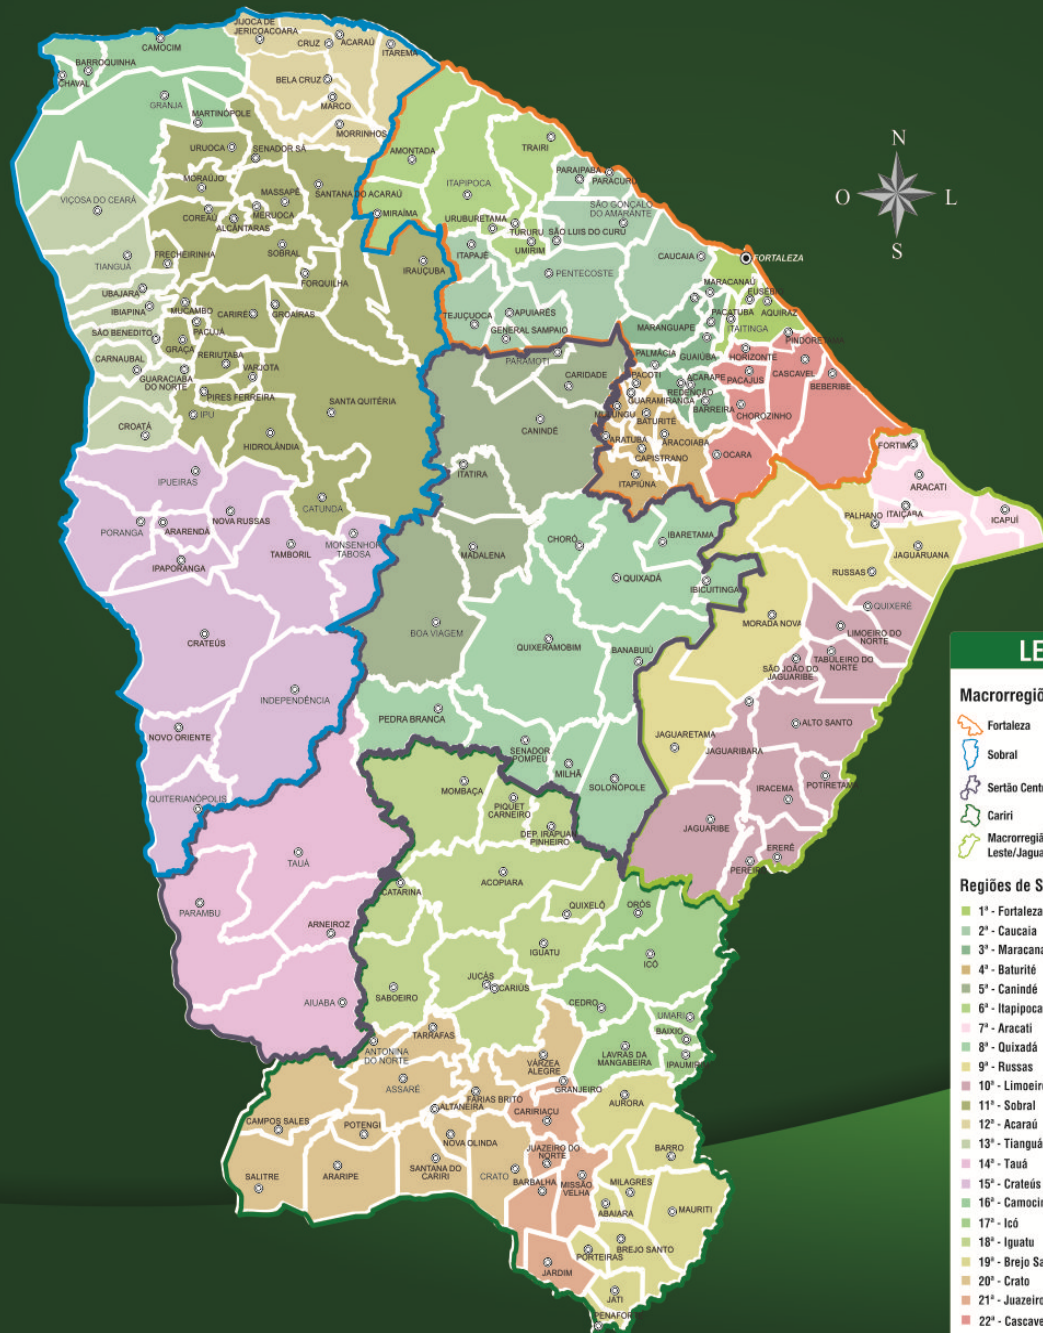 JIJOCA DE
JERICOACOARA
CRUZ
ACARAÚ
ITAREMA
CAMOCIM
BARROQUINHA
CHAVAL
BELA CRUZ
GRANJA
MARCO
MARTINÓPOLE
MORRINHOS
URUOCA
SENADOR SÁ
AMONTADA
TRAIRI
N
O
L
S
MORAÚJO
MASSAPÊ
SANTANA DO ACARAÚ
ITAPIPOCA
PARAIPABA
PARACURU
VIÇOSA DO CEARÁ
COREAÚ
MERUOCA
ALCÂNTARAS
MIRAÍMA
URUBURETAMA
TURURU
SÃO GONÇALO
DO AMARANTE
SÃO LUIS DO CURU
UMIRIM
TIANGUÁ
FRECHEIRINHA
SOBRAL
IRAUÇUBA
ITAPAJÉ
PENTECOSTE
CAUCAIA
FORTALEZA
UBAJARA
FORQUILHA
MARACANAÚ
EUSÉBIO
IBIAPINA
MUCAMBO
CARIRÉ
GROAÍRAS
PACATUBA
AQUIRAZ
SÃO BENEDITO
PACUJÁ
TEJUÇUOCA
APUIARÉS
GENERAL SAMPAIO
MARANGUAPE
TAITINGA
PINDORETAMA
GRAÇA
RERIUTABA
PARAMOTI
PALMÁCIA
GUAIÚBA
HORIZONTE
CARNAUBAL
GUARACIABA
DO NORTE
VARJOTA
CARIDADE
PACOTI
ACARAPE
REDENÇÃO
PACAJUS
CASCAVEL
BEBERIBE
PIRES FERREIRA
SANTA QUITÉRIA
GUARAMIRANGA
MULUNGU
BARREIRA
CHOROZINHO
IPU
CANINDÉ
BATURITÉ
CROATÁ
HIDROLÂNDIA
ARATUBA
ARACOIABA
CAPISTRANO
OCARA
FORTIM
IPUEIRAS
ITATIRA
ITAPIÚNA
ARACATI
CATUNDA
PALHANO
ITAIÇABA
ICAPUÍ
PORANGA
ARARENDÁ
NOVA RUSSAS
TAMBORIL
MONSENHOR
TABOSA
MADALENA
CHORÓ
IBARETAMA
JAGUARUANA
IPAPORANGA
QUIXADÁ
IBICUITINGA
RUSSAS
QUIXERÉ
CRATEÚS
BOA VIAGEM
QUIXERAMOBIM
BANABUIÚ
MORADA NOVA
LIMOEIRO DO
NORTE
SÃO JOÃO DO
JAGUARIBE
TABULEIRO DO
NORTE
INDEPENDÊNCIA
PEDRA BRANCA
ALTO SANTO
NOVO ORIENTE
SENADOR
POMPEU
JAGUARETAMA
JAGUARIBARA
MILHÃ
SOLONÓPOLE
QUITERIANÓPOLIS
MOMBAÇA
PIQUET
CARNEIRO
IRACEMA
POTIRETAMA
DEP. IRAPUAN
PINHEIRO
JAGUARIBE
TAUÁ
ERERÊ
PEREIRO
ACOPIARA
CATARINA
PARAMBU
QUIXELÔ
ORÓS
ARNEIROZ
IGUATU
ICÓ
JUCÁS
CARIÚS
SABOEIRO
AIUABA
CEDRO
UMARI
TARRAFAS
BAIXIO
ANTONINA
DO NORTE
VÁRZEA
ALEGRE
LAVRAS DA
MANGABEIRA
IPAUMIRIM
ASSARÉ
FARIAS BRITO
GRANJEIRO
AURORA
ALTANEIRA
CARIRIAÇU
CAMPOS SALES
POTENGI
NOVA OLINDA
JUAZEIRO DO
NORTE
BARRO
SALITRE
ARARIPE
SANTANA DO
CARIRI
CRATO
BARBALHA
MISSÃO
VELHA
MILAGRES
ABAIARA
MAURITI
BREJO SANTO
PORTEIRAS
JARDIM
JATI
PENAFOR
LE
Macrorregiõ
Fortaleza
Sobral
Sertão Cent
Cariri
Macrorregiã
Leste/Jagua
Regiões de S
1ª - Fortaleza
2ª - Caucaia
3ª - Maracana
4ª - Baturité
5ª - Canindé
6ª - Itapipoca
7ª - Aracati
8ª - Quixadá
9ª - Russas
10ª - Limoeiro
11ª - Sobral
12ª - Acaraú
13ª - Tianguá
14ª - Tauá
15ª - Crateús
16ª - Camocim
17ª - Icó
18ª - Iguatu
19ª - Brejo Sa
20ª - Crato
21ª - Juazeiro
22ª - Cascave